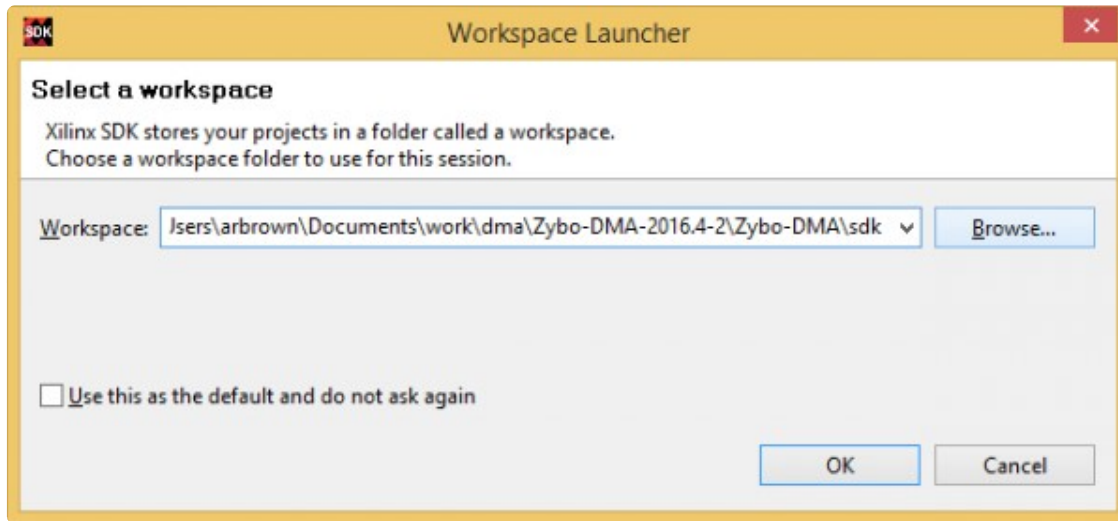 SDK
Workspace Launcher
Select a workspace
Xilinx SDK stores your projects in a folder called a workspace.
Choose a workspace folder to use for this session.
Workspace: Jsers\arbrown\Documents\work\dma\Zybo-DMA-2016.4-2\Zybo-DMA\sdk Browse...
Use this as the default and do not ask again
OK Cancel